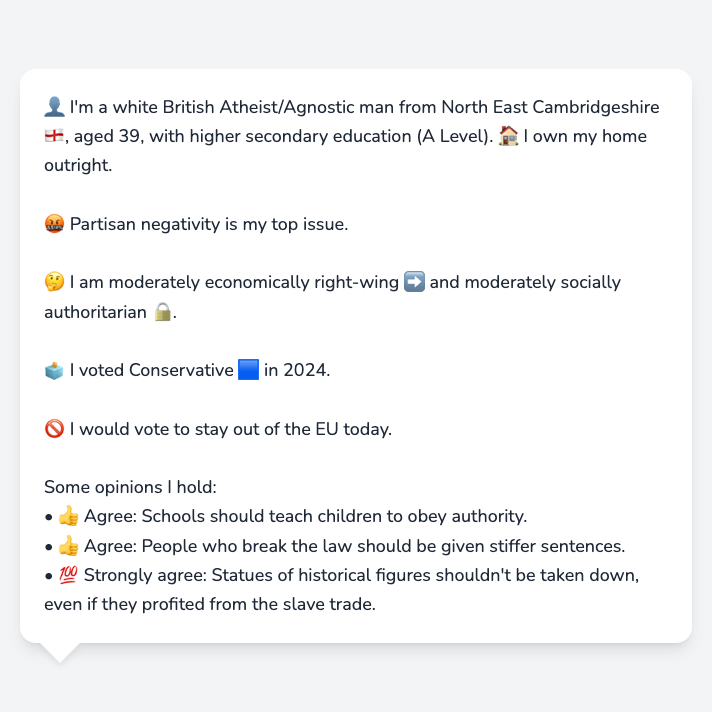 👤 I'm a white British Atheist/Agnostic man from North East Cambridgeshire
🏴󠁧󠁢󠁥󠁮󠁧󠁿, aged 39, with higher secondary education (A Level). 🏠 I own my home
outright.
🤬 Partisan negativity is my top issue.
🤔 I am moderately economically right-wing ➡️ and moderately socially
authoritarian 🔒.
🗳️ I voted Conservative 🟦 in 2024.
🚫 I would vote to stay out of the EU today.
Some opinions I hold:
• 👍 Agree: Schools should teach children to obey authority.
• 👍 Agree: People who break the law should be given stiffer sentences.
• 💯 Strongly agree: Statues of historical figures shouldn't be taken down,
even if they profited from the slave trade.